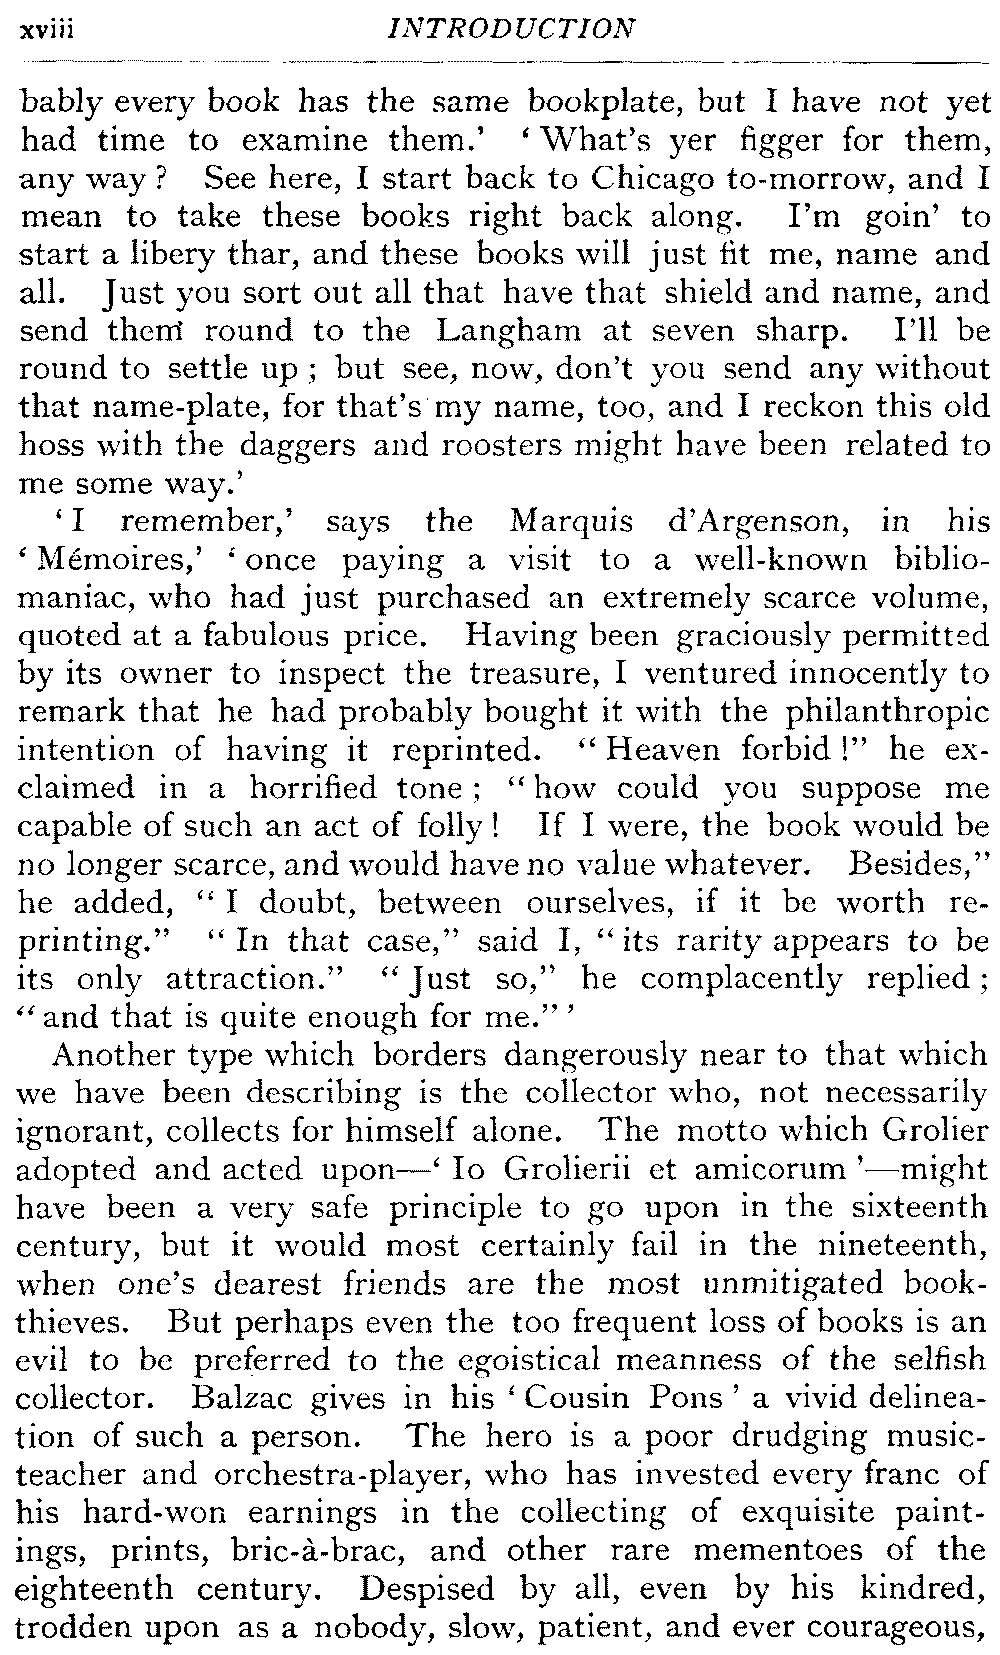 xviii INTRODUCTION
bably every book has the same bookplate, but I have not yet
had time to examine them.' 'What's yer figger for them,
any way? See here, I start back to Chicago to-morrow, and I
mean to take these books right back along. I'm goin' to
start a libery thar, and these books will just fit me, name and
all. Just you sort out all that have that shield and name, and
send them round to the Langham at seven sharp. I'll be
round to settle up; but see, now, don't you send any without
that name-plate, for that's my name, too, and I reckon this old
hoss with the daggers and roosters might have been related to
me some way.'
'I remember,' says the Marquis d'Argenson, in his
'Mémoires,' 'once paying a visit to a well-known biblio-
maniac, who had just purchased an extremely scarce volume,
quoted at a fabulous price. Having been graciously permitted
by its owner to inspect the treasure, I ventured innocently to
remark that he had probably bought it with the philanthropic
intention of having it reprinted. "Heaven forbid!" he ex-
claimed in a horrified tone; "how could you suppose me
capable of such an act of folly! If I were, the book would be
no longer scarce, and would have no value whatever. Besides,"
he added, "I doubt, between ourselves, if it be worth re-
printing." "In that case," said I, "its rarity appears to be
its only attraction." "Just so," he complacently replied;
"and that is quite enough for me."'
Another type which borders dangerously near to that which
we have been describing is the collector who, not necessarily
ignorant, collects for himself alone. The motto which Grolier
adopted and acted upon—'Io Grolierii et amicorum'—might
have been a very safe principle to go upon in the sixteenth
century, but it would most certainly fail in the nineteenth,
when one's dearest friends are the most unmitigated book-
thieves. But perhaps even the too frequent loss of books is an
evil to be preferred to the egoistical meanness of the selfish
collector. Balzac gives in his 'Cousin Pons' a vivid delinea-
tion of such a person. The hero is a poor drudging music-
teacher and orchestra-player, who has invested every franc of
his hard-won earnings in the collecting of exquisite paint-
ings, prints, bric-à-brac, and other rare mementoes of the
eighteenth century. Despised by all, even by his kindred,
trodden upon as a nobody, slow, patient, and ever courageous,